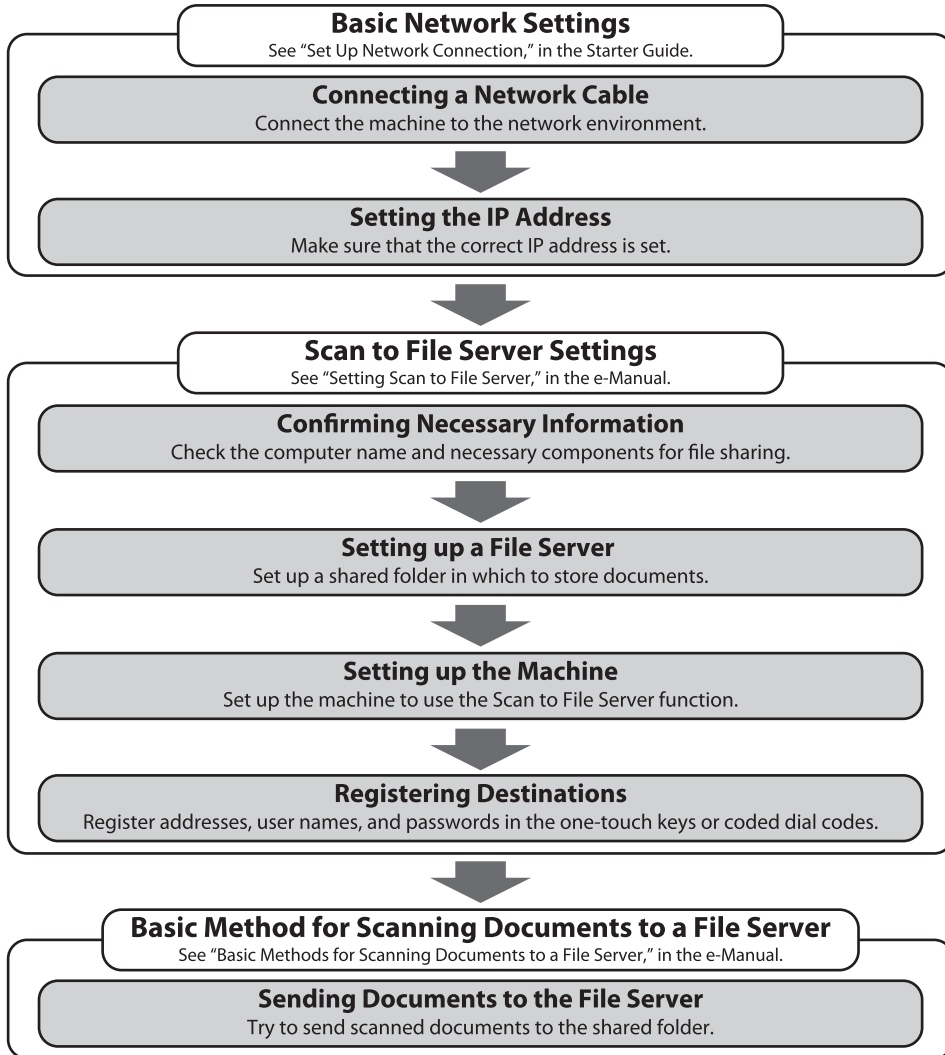 Basic Network Settings
See “Set Up Network Connection,” in the Starter Guide.
Connecting a Network Cable
Connect the machine to the network environment.
Setting the IP Address
Make sure that the correct IP address is set.
Scan to File Server Settings
See “Setting Scan to File Server,” in the e-Manual.
Confirming Necessary Information
Check the computer name and necessary components for file sharing.
Setting up a File Server
Set up a shared folder in which to store documents.
Setting up the Machine
Set up the machine to use the Scan to File Server function.
Registering Destinations
Register addresses, user names, and passwords in the one-touch keys or coded dial codes.
Basic Method for Scanning Documents to a File Server
See “Basic Methods for Scanning Documents to a File Server,” in the e-Manual.
Sending Documents to the File Server
Try to send scanned documents to the shared folder.